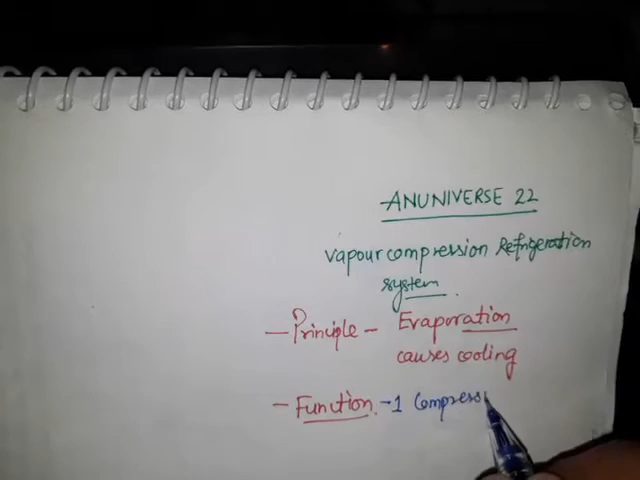 ANUNIVERSE 22
vapour compression Refrigeration
system.
- Principle - Evaporation
causes cooling
- Function. - 1 Compress